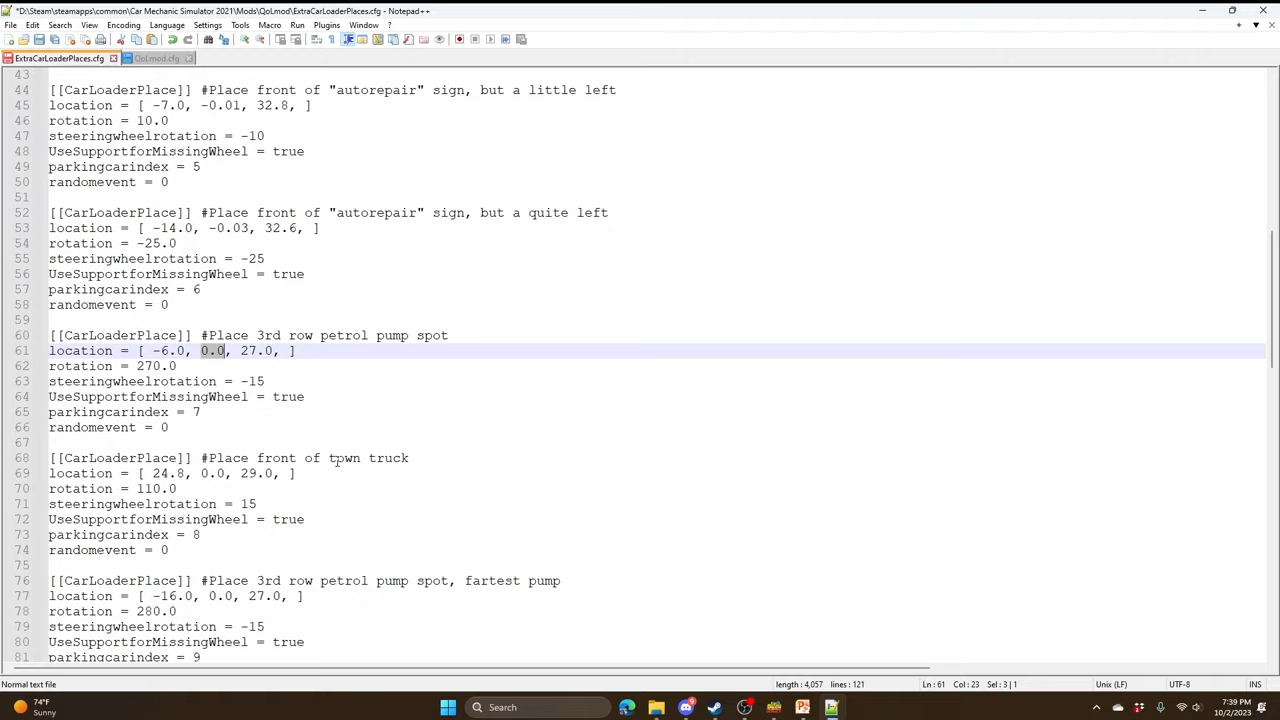 *D:\Steam\steamapps\common\Car Mechanic Simulator 2021\Mods\QoLmod\ExtraCarLoaderPlaces.cfg - Notepad++
File Edit Search View Encoding Language Settings Tools Macro Run Plugins Window ?
ExtraCarLoaderPlaces.cfg QoLmod.cfg
43
44 [[CarLoaderPlace]] #Place front of "autorepair" sign, but a little left
45 location = [ -7.0, -0.01, 32.8, ]
46 rotation = 10.0
47 steeringwheelrotation = -10
48 UseSupportforMissingWheel = true
49 parkingcarindex = 5
50 randomevent = 0
51
52 [[CarLoaderPlace]] #Place front of "autorepair" sign, but a quite left
53 location = [ -14.0, -0.03, 32.6, ]
54 rotation = -25.0
55 steeringwheelrotation = -25
56 UseSupportforMissingWheel = true
57 parkingcarindex = 6
58 randomevent = 0
59
60 [[CarLoaderPlace]] #Place 3rd row petrol pump spot
61 location = [ -6.0, 0.0, 27.0, ]
62 rotation = 270.0
63 steeringwheelrotation = -15
64 UseSupportforMissingWheel = true
65 parkingcarindex = 7
66 randomevent = 0
67
68 [[CarLoaderPlace]] #Place front of town truck
69 location = [ 24.8, 0.0, 29.0, ]
70 rotation = 110.0
71 steeringwheelrotation = 15
72 UseSupportforMissingWheel = true
73 parkingcarindex = 8
74 randomevent = 0
75
76 [[CarLoaderPlace]] #Place 3rd row petrol pump spot, fartest pump
77 location = [ -16.0, 0.0, 27.0, ]
78 rotation = 280.0
79 steeringwheelrotation = -15
80 UseSupportforMissingWheel = true
81 parkingcarindex = 9
Normal text file length : 4,057 lines : 121 Ln : 61 Col : 23 Sel : 3 | 1 Unix (LF) UTF-8 INS
74°F
Sunny
Search
7:39 PM
10/2/2023